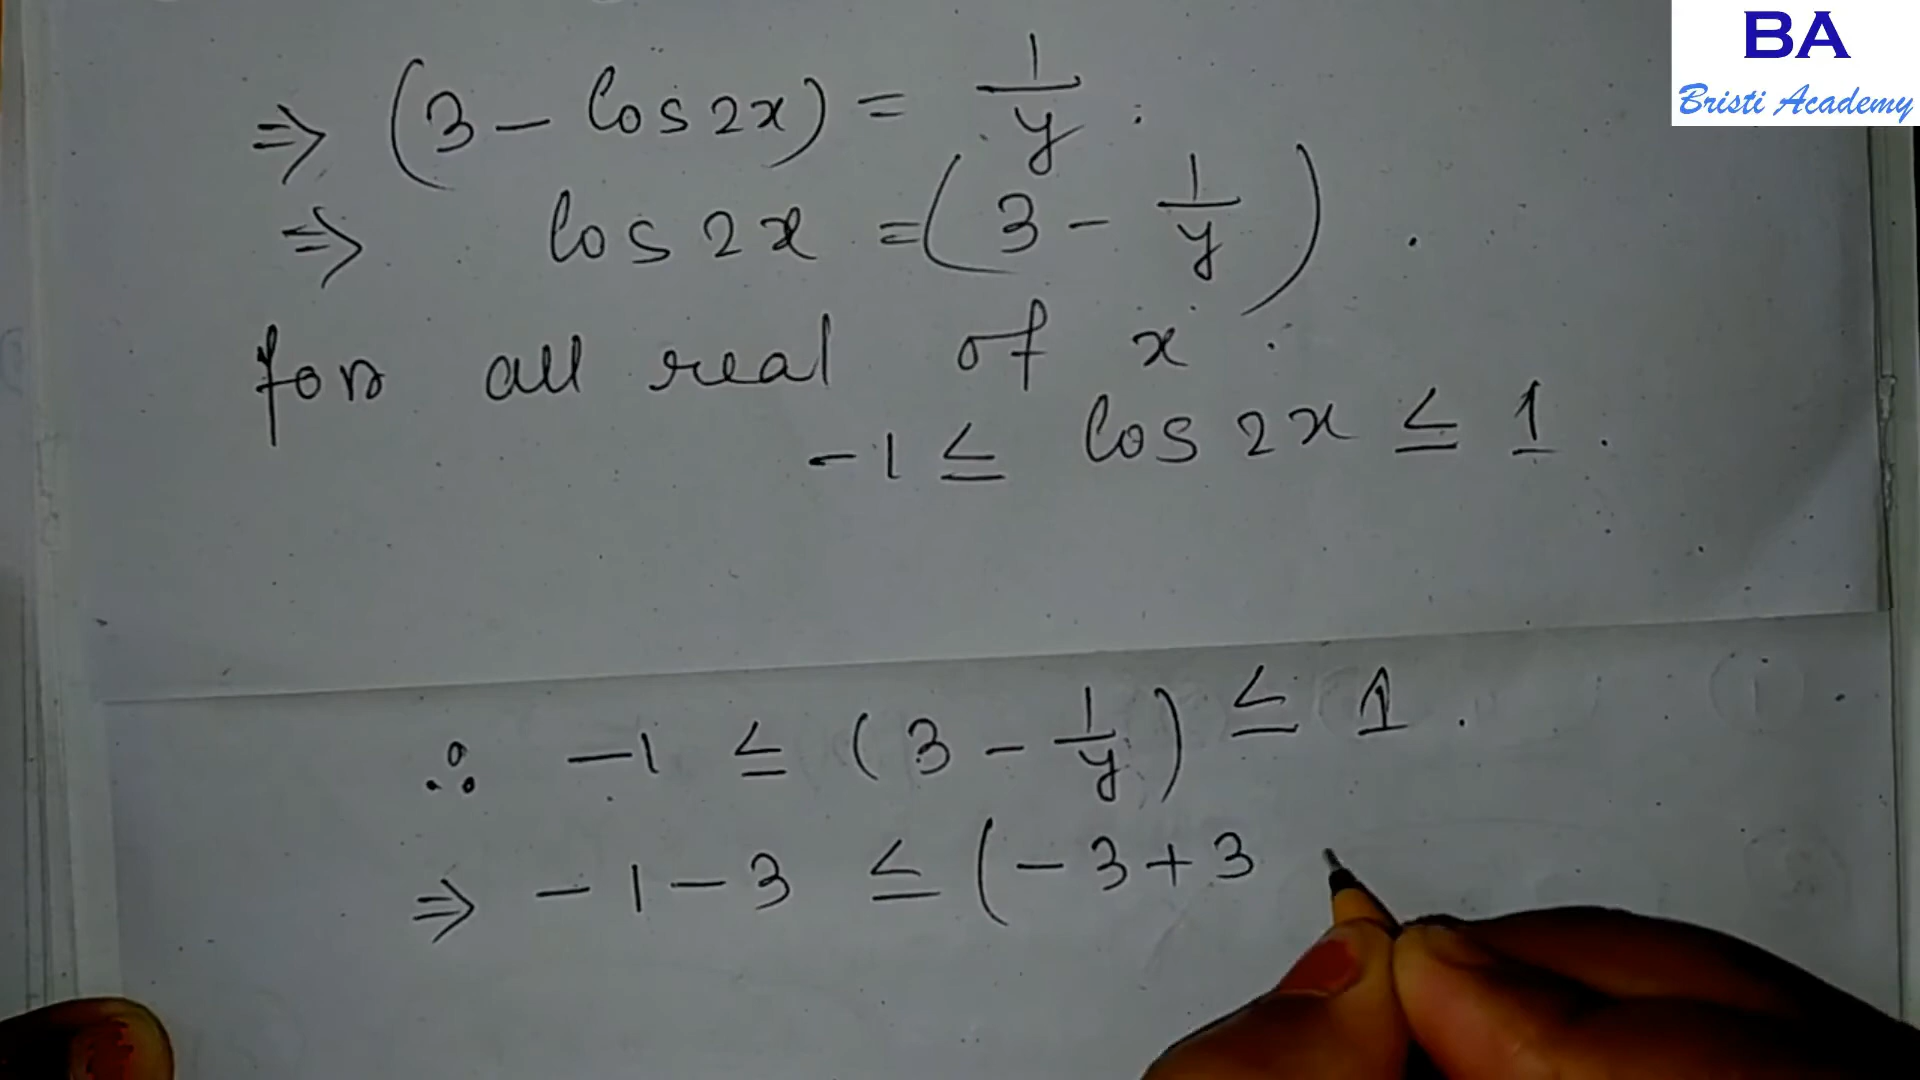 BA
Bristi Academy
⇒ (3 - Cos 2x) = 1/y .
⇒ Cos 2x = (3 - 1/y) .
for all real of x .
-1 ≤ Cos 2x ≤ 1 .
∴ -1 ≤ (3 - 1/y) ≤ 1 .
⇒ -1 - 3 ≤ (-3 + 3